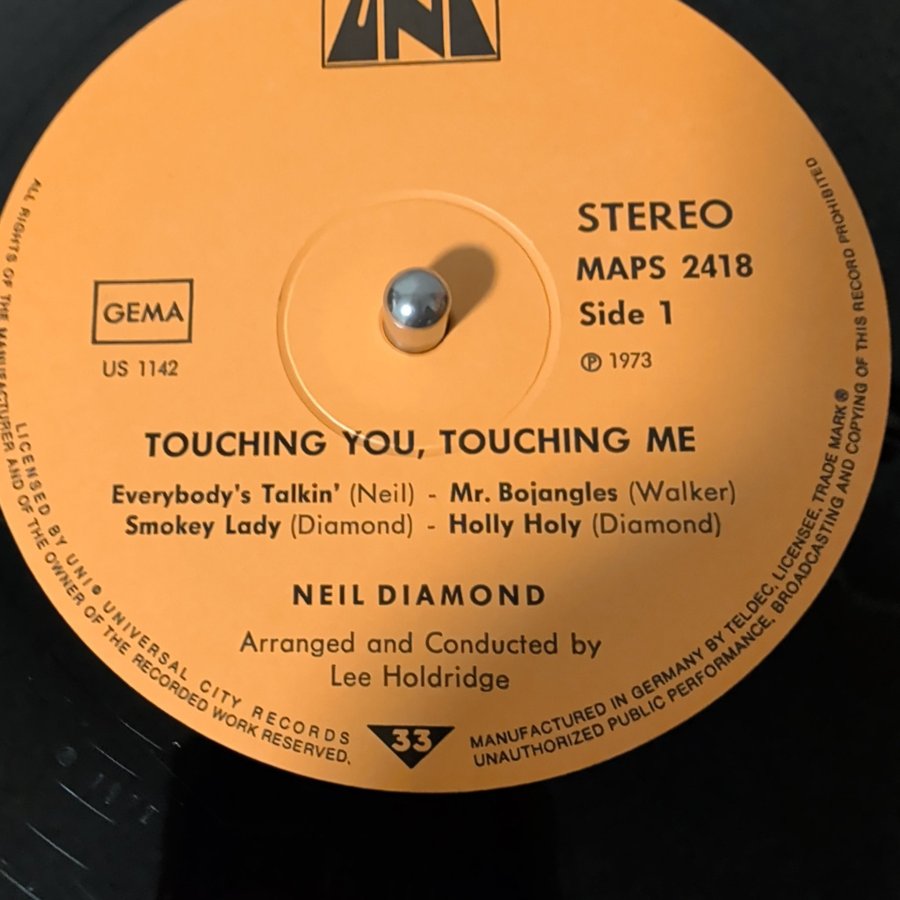 UNI
STEREO
MAPS 2418
Side 1
℗ 1973
GEMA
US 1142
TOUCHING YOU, TOUCHING ME
Everybody's Talkin' (Neil) - Mr. Bojangles (Walker)
Smokey Lady (Diamond) - Holly Holy (Diamond)
NEIL DIAMOND
Arranged and Conducted by
Lee Holdridge
33
ALL RIGHTS OF THE MANUFACTURER AND OF THE OWNER OF THE RECORDED WORK RESERVED.
LICENSED BY UNI® UNIVERSAL CITY RECORDS
MANUFACTURED IN GERMANY BY TELDEC, LICENSEE, TRADE MARK®
UNAUTHORIZED PUBLIC PERFORMANCE, BROADCASTING AND COPYING OF THIS RECORD PROHIBITED